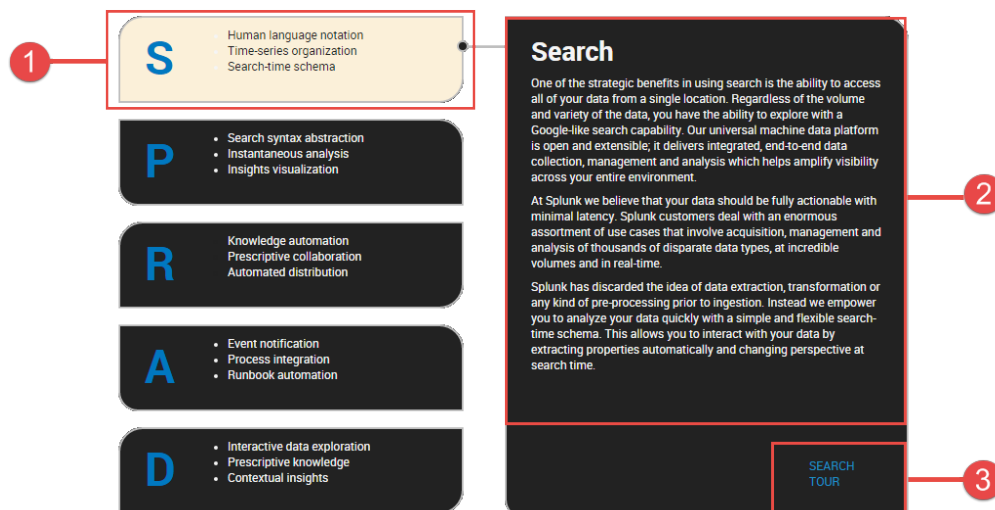 1
S
Human language notation
Time-series organization
Search-time schema
P
• Search syntax abstraction
• Instantaneous analysis
• Insights visualization
R
Knowledge automation
Prescriptive collaboration
Automated distribution
A
• Event notification
• Process integration
• Runbook automation
D
• Interactive data exploration
• Prescriptive knowledge
• Contextual insights
Search
One of the strategic benefits in using search is the ability to access
all of your data from a single location. Regardless of the volume
and variety of the data, you have the ability to explore with a
Google-like search capability. Our universal machine data platform
is open and extensible; it delivers integrated, end-to-end data
collection, management and analysis which helps amplify visibility
across your entire environment.
At Splunk we believe that your data should be fully actionable with
minimal latency. Splunk customers deal with an enormous
assortment of use cases that involve acquisition, management and
analysis of thousands of disparate data types, at incredible
volumes and in real-time.
Splunk has discarded the idea of data extraction, transformation or
any kind of pre-processing prior to ingestion. Instead we empower
you to analyze your data quickly with a simple and flexible search-
time schema. This allows you to interact with your data by
extracting properties automatically and changing perspective at
search time.
2
SEARCH
TOUR
3